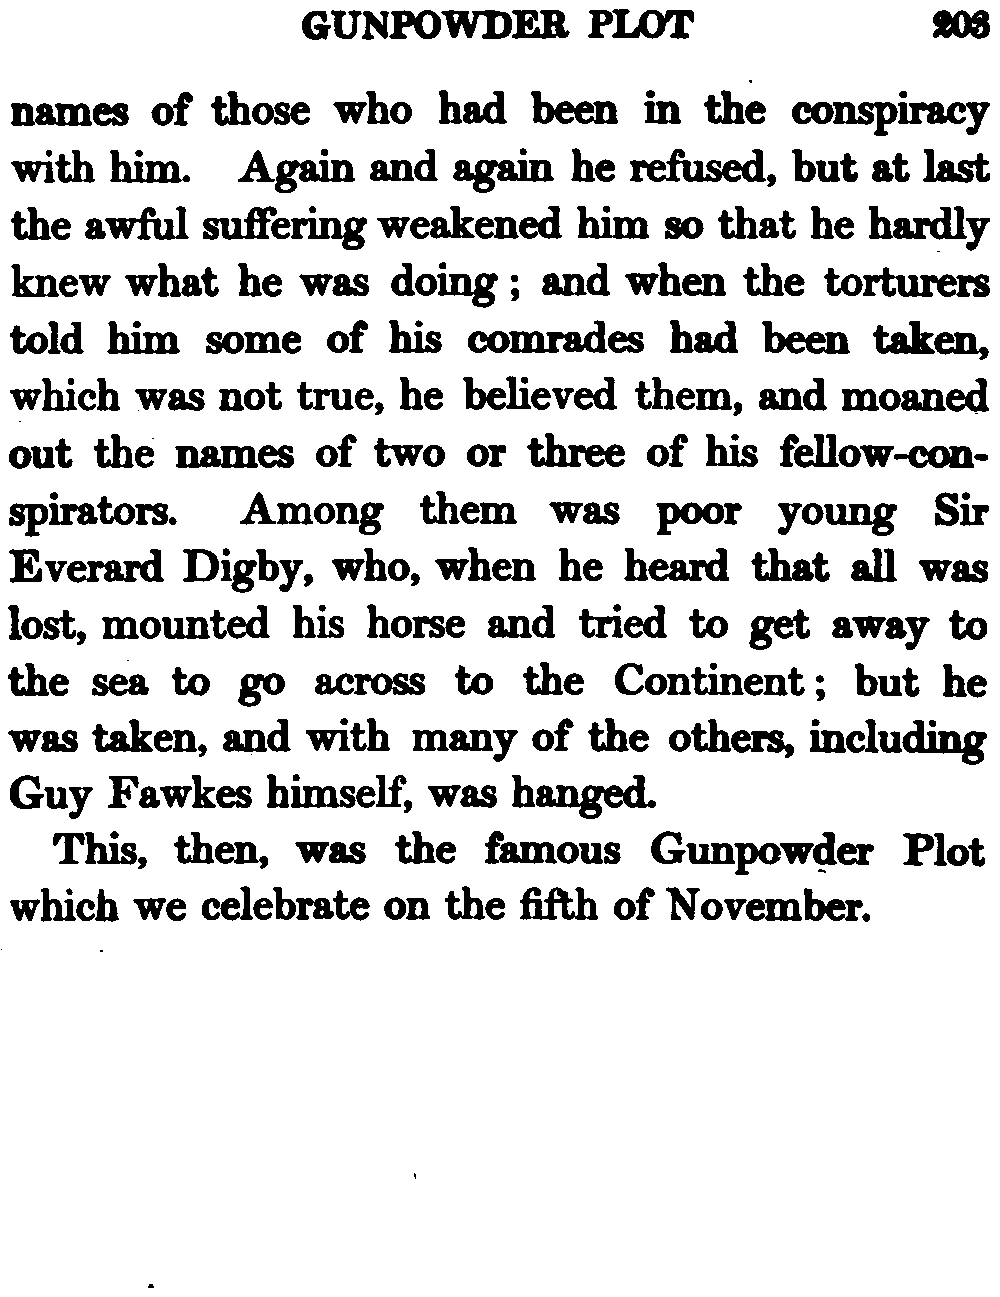 GUNPOWDER PLOT 203
names of those who had been in the conspiracy
with him. Again and again he refused, but at last
the awful suffering weakened him so that he hardly
knew what he was doing; and when the torturers
told him some of his comrades had been taken,
which was not true, he believed them, and moaned
out the names of two or three of his fellow-con-
spirators. Among them was poor young Sir
Everard Digby, who, when he heard that all was
lost, mounted his horse and tried to get away to
the sea to go across to the Continent; but he
was taken, and with many of the others, including
Guy Fawkes himself, was hanged.
This, then, was the famous Gunpowder Plot
which we celebrate on the fifth of November.